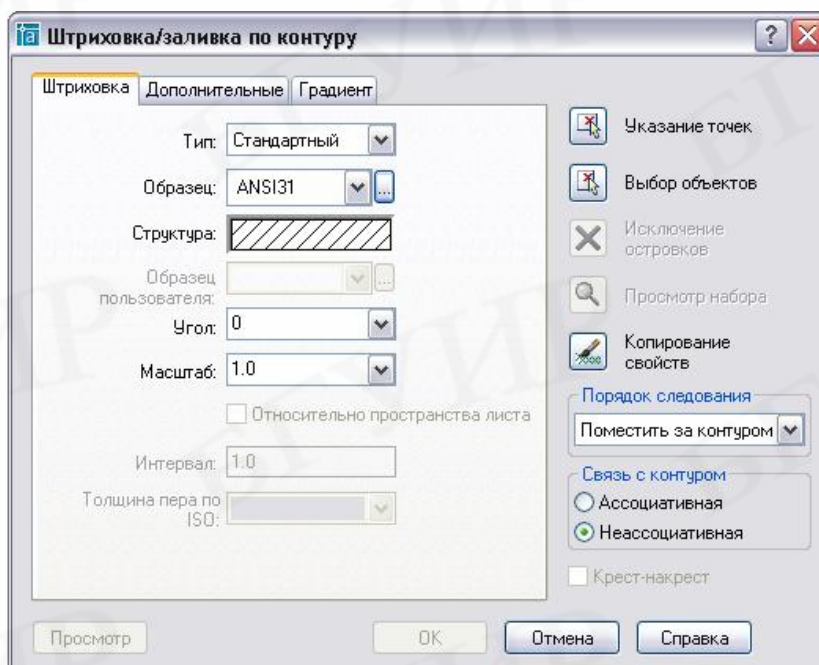 Штриховка/заливка по контуру
Штриховка
Дополнительные
Градиент
Тип: Стандартный
Образец: ANSI31
Структура:
Образец
пользователя:
Угол: 0
Масштаб: 1.0
Относительно пространства листа
Интервал: 1.0
Толщина пера по
ISO:
Указание точек
Выбор объектов
Исключение
островков
Просмотр набора
Копирование
свойств
Порядок следования
Поместить за контуром
Связь с контуром
Ассоциативная
Неассоциативная
Крест-накрест
Просмотр
OK
Отмена
Справка
БГУИР